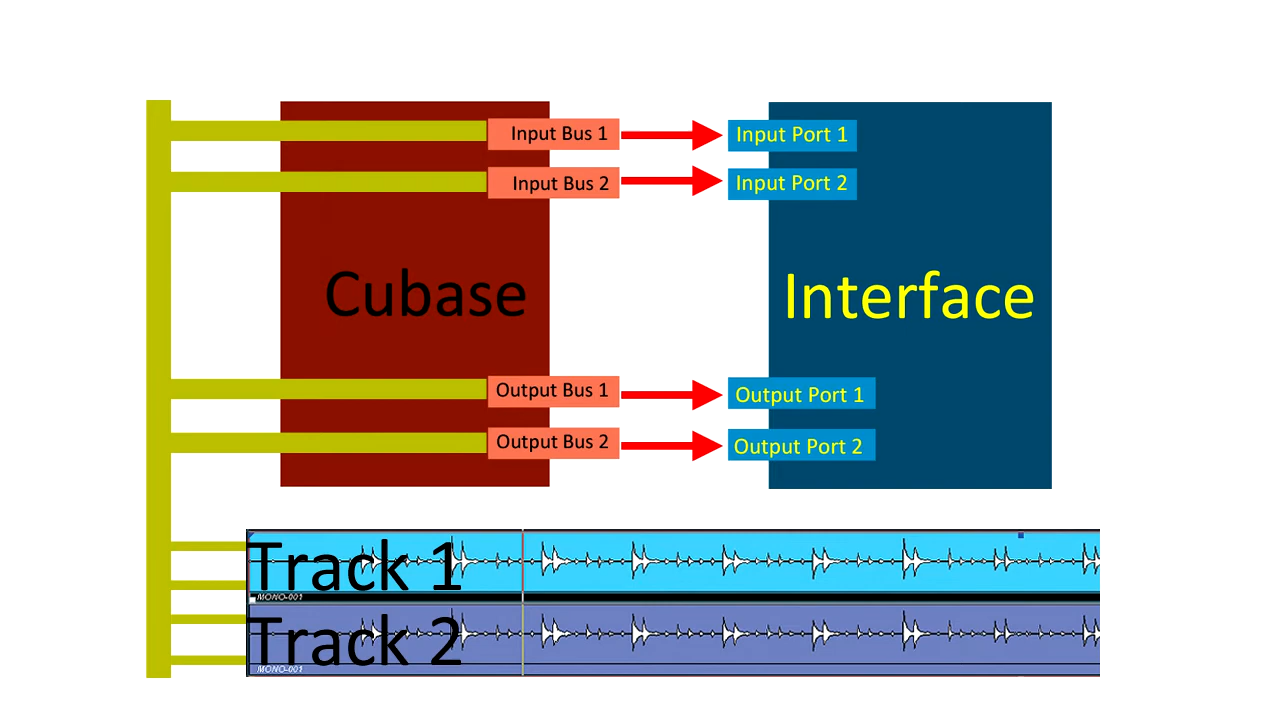 Input Bus 1
Input Port 1
Input Bus 2
Input Port 2
Cubase
Interface
Output Bus 1
Output Port 1
Output Bus 2
Output Port 2
Track 1
MONO-001
Track 2
MONO-001